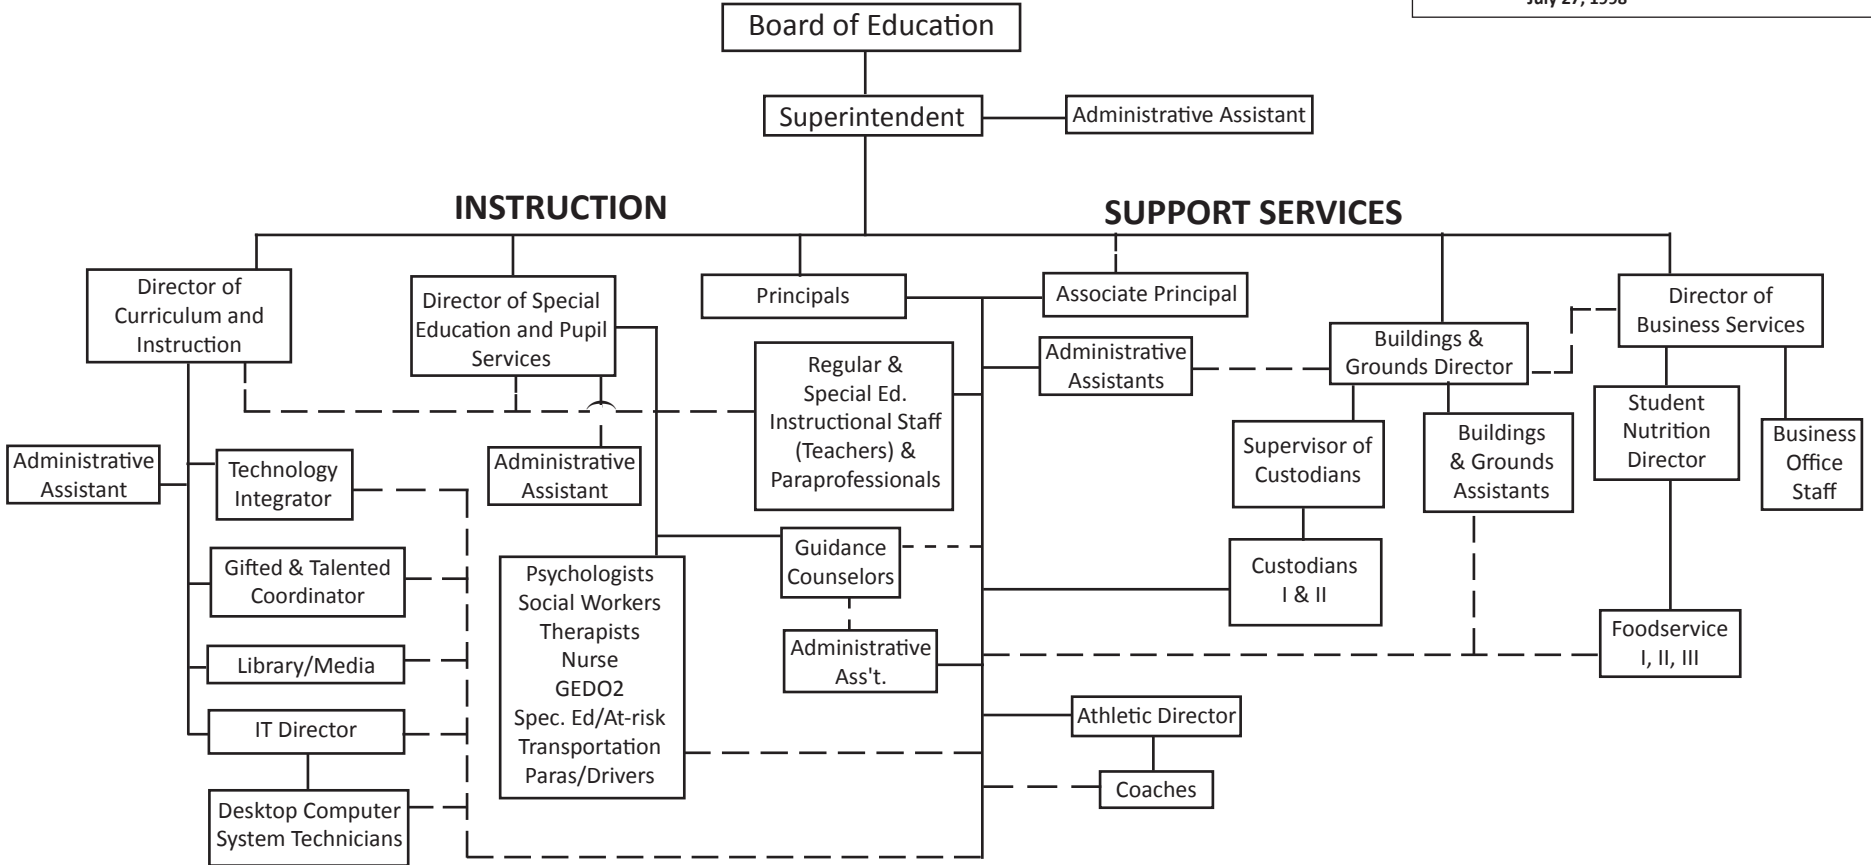 July 27, 1998
Board of Education
Superintendent
Administrative Assistant
INSTRUCTION
SUPPORT SERVICES
Director of
Curriculum and
Instruction
Director of Special
Education and Pupil
Services
Principals
Associate Principal
Director of
Business Services
Buildings &
Grounds Director
Administrative
Assistants
Regular &
Special Ed.
Instructional Staff
(Teachers) &
Paraprofessionals
Student
Nutrition
Director
Business
Office
Staff
Supervisor of
Custodians
Buildings
& Grounds
Assistants
Administrative
Assistant
Technology
Integrator
Administrative
Assistant
Guidance
Counselors
Custodians
I & II
Gifted & Talented
Coordinator
Psychologists
Social Workers
Therapists
Nurse
GEDO2
Spec. Ed/At-risk
Transportation
Paras/Drivers
Administrative
Ass't.
Foodservice
I, II, III
Library/Media
IT Director
Athletic Director
Coaches
Desktop Computer
System Technicians